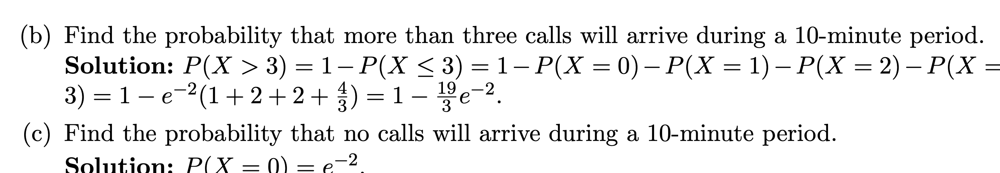 (b) Find the probability that more than three calls will arrive during a 10-minute period.
Solution: P(X > 3) = 1 − P(X ≤ 3) = 1 − P(X = 0) − P(X = 1) − P(X = 2) − P(X =
3) = 1 − e^{−2}(1 + 2 + 2 + \frac{4}{3}) = 1 − \frac{19}{3}e^{−2}.
(c) Find the probability that no calls will arrive during a 10-minute period.
Solution: P(X = 0) = e^{−2}.